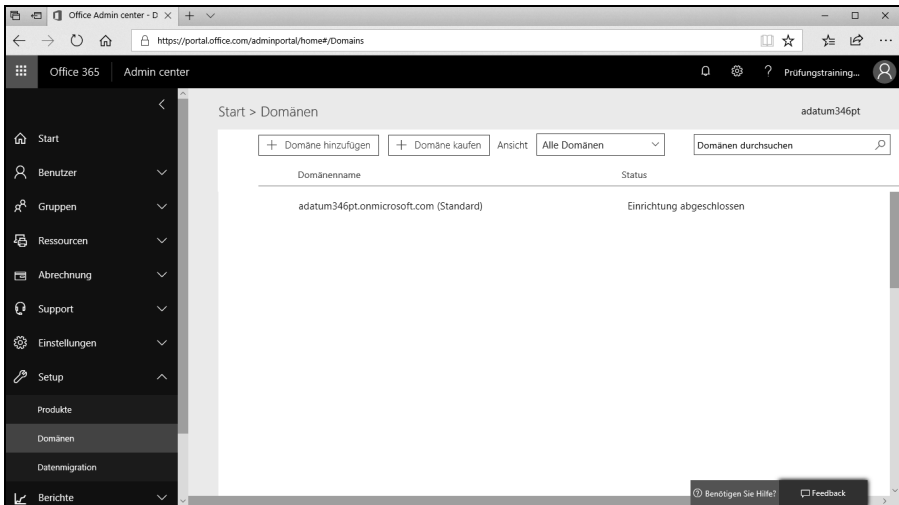 Office Admin center - D
https://portal.office.com/adminportal/home#/Domains
Office 365 Admin center ? Prüfungstraining...
Start > Domänen adatum346pt
Start
Benutzer
Gruppen
Ressourcen
Abrechnung
Support
Einstellungen
Setup
Produkte
Domänen
Datenmigration
Berichte
+ Domäne hinzufügen + Domäne kaufen Ansicht Alle Domänen Domänen durchsuchen
Domänenname Status
adatum346pt.onmicrosoft.com (Standard) Einrichtung abgeschlossen
Benötigen Sie Hilfe? Feedback